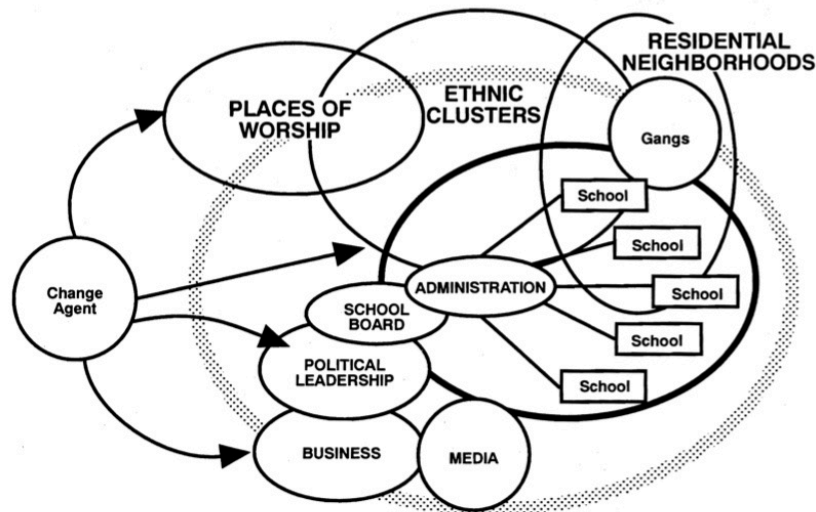 RESIDENTIAL
NEIGHBORHOODS
PLACES OF
WORSHIP
ETHNIC
CLUSTERS
Gangs
School
School
Change
Agent
ADMINISTRATION
School
SCHOOL
BOARD
School
POLITICAL
LEADERSHIP
School
BUSINESS
MEDIA